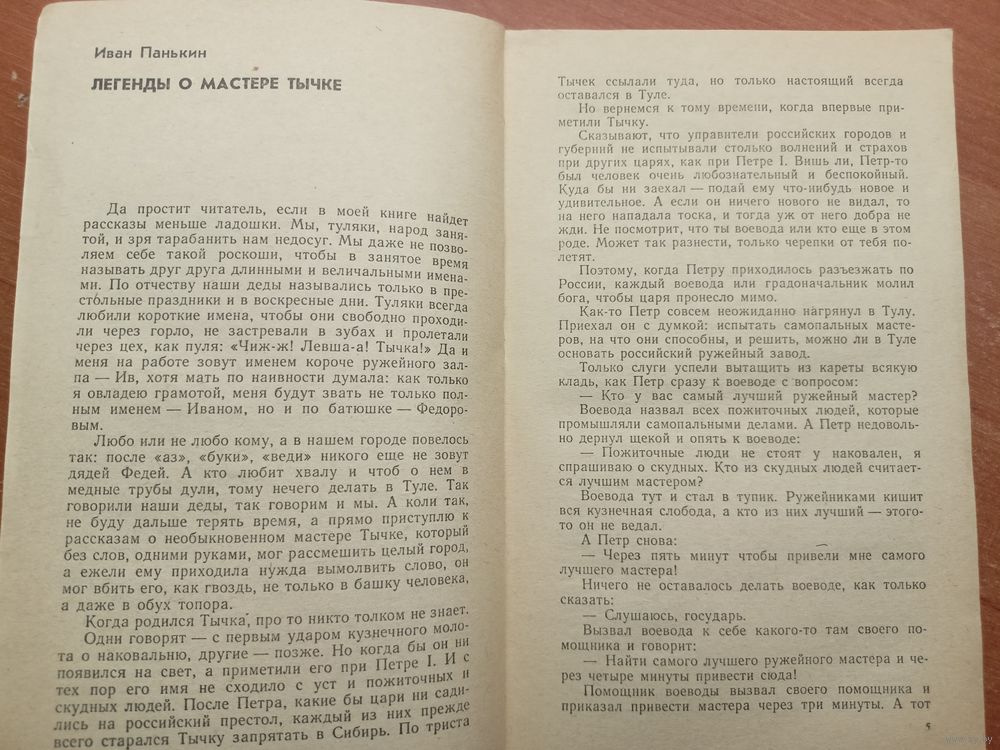 Иван Панькин
ЛЕГЕНДЫ О МАСТЕРЕ ТЫЧКЕ
Да простит читатель, если в моей книге найдет
рассказы меньше ладошки. Мы, туляки, народ заня-
той, и зря тарабанить нам недосуг. Мы даже не позво-
ляем себе такой роскоши, чтобы в занятое время
называть друг друга длинными и величальными имена-
ми. По отчеству наши деды назывались только в пре-
стольные праздники и в воскресные дни. Туляки всегда
любили короткие имена, чтобы они свободно проходи-
ли через горло, не застревали в зубах и пролетали
через цех, как пуля: «Чиж-ж! Левша-а! Тычка!» Да и
меня на работе зовут именем короче ружейного зал-
па — Ив, хотя мать по наивности думала: как только
я овладею грамотой, меня будут звать не только пол-
ным именем — Иваном, но и по батюшке — Федоро-
вым.
Любо или не любо кому, а в нашем городе повелось
так: после «аз», «буки», «веди» никого еще не зовут
дядей Федей. А кто любит хвалу и чтоб о нем в
медные трубы дули, тому нечего делать в Туле. Так
говорили наши деды, так говорим и мы. А коли так,
не буду дальше терять время, а прямо приступлю к
рассказам о необыкновенном мастере Тычке, который
без слов, одними руками, мог рассмешить целый город,
а ежели ему приходила нужда вымолвить слово, он
мог вбить его, как гвоздь, не только в башку человека,
а даже в обух топора.
Когда родился Тычка, про то никто толком не знает.
Одни говорят — с первым ударом кузнечного моло-
та о наковальню, другие — позже. Но когда бы он ни
появился на свет, а приметили его при Петре I. И с
тех пор его имя не сходило с уст и пожиточных и
скудных людей. После Петра, какие бы цари ни сади-
лись на российский престол, каждый из них прежде
всего старался Тычку запрятать в Сибирь. По триста
Тычек ссылали туда, но только настоящий всегда
оставался в Туле.
Но вернемся к тому времени, когда впервые при-
метили Тычку.
Сказывают, что управители российских городов и
губерний не испытывали столько волнений и страхов
при других царях, как при Петре I. Вишь ли, Петр-то
был человек очень любознательный и беспокойный.
Куда бы ни заехал — подай ему что-нибудь новое и
удивительное. А если он ничего нового не видал, то
на него нападала тоска, и тогда уж от него добра не
жди. Не посмотрит, что ты воевода или кто еще в этом
роде. Может так разнести, только черепки от тебя по-
летят.
Поэтому, когда Петру приходилось разъезжать по
России, каждый воевода или градоначальник молил
бога, чтобы царя пронесло мимо.
Как-то Петр совсем неожиданно нагрянул в Тулу.
Приехал он с думкой: испытать самопальных масте-
ров, на что они способны, и решить, можно ли в Туле
основать российский ружейный завод.
Только слуги успели вытащить из кареты всякую
кладь, как Петр сразу к воеводе с вопросом:
— Кто у вас самый лучший ружейный мастер?
Воевода назвал всех пожиточных людей, которые
промышляли самопальными делами. А Петр недоволь-
но дернул щекой и опять к воеводе:
— Пожиточные люди не стоят у наковален, я
спрашиваю о скудных. Кто из скудных людей считает-
ся лучшим мастером?
Воевода тут и стал в тупик. Ружейниками кишит
вся кузнечная слобода, а кто из них лучший — этого-
то он не ведал.
А Петр снова:
— Через пять минут чтобы привели мне самого
лучшего мастера!
Ничего не оставалось делать воеводе, как только
сказать:
— Слушаюсь, государь.
Вызвал воевода к себе какого-то там своего по-
мощника и говорит:
— Найти самого лучшего ружейного мастера и че-
рез четыре минуты привести сюда!
Помощник воеводы вызвал своего помощника и
приказал привести мастера через три минуты. А тот
5